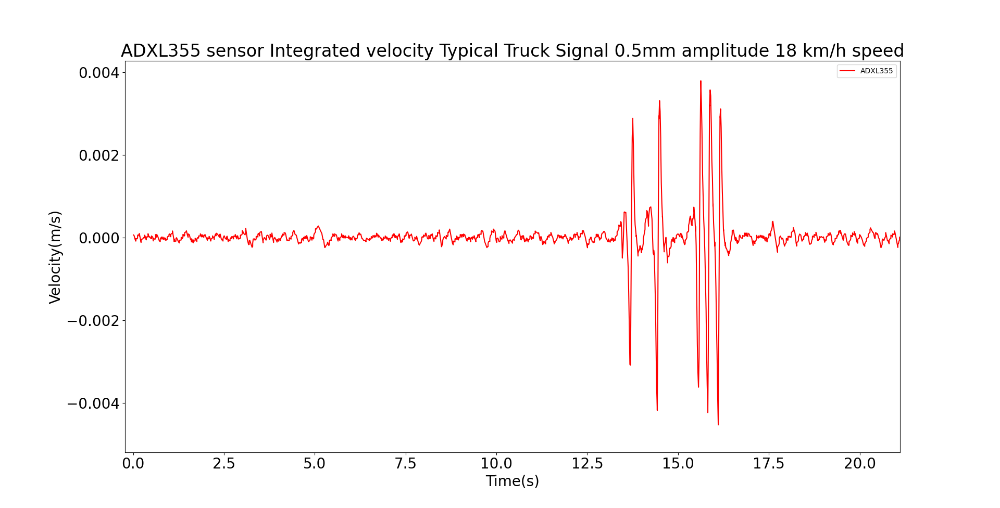 ADXL355 sensor Integrated velocity Typical Truck Signal 0.5mm amplitude 18 km/h speed
ADXL355
0.004
0.002
0.000
−0.002
−0.004
Velocity(m/s)
0.0 2.5 5.0 7.5 10.0 12.5 15.0 17.5 20.0
Time(s)